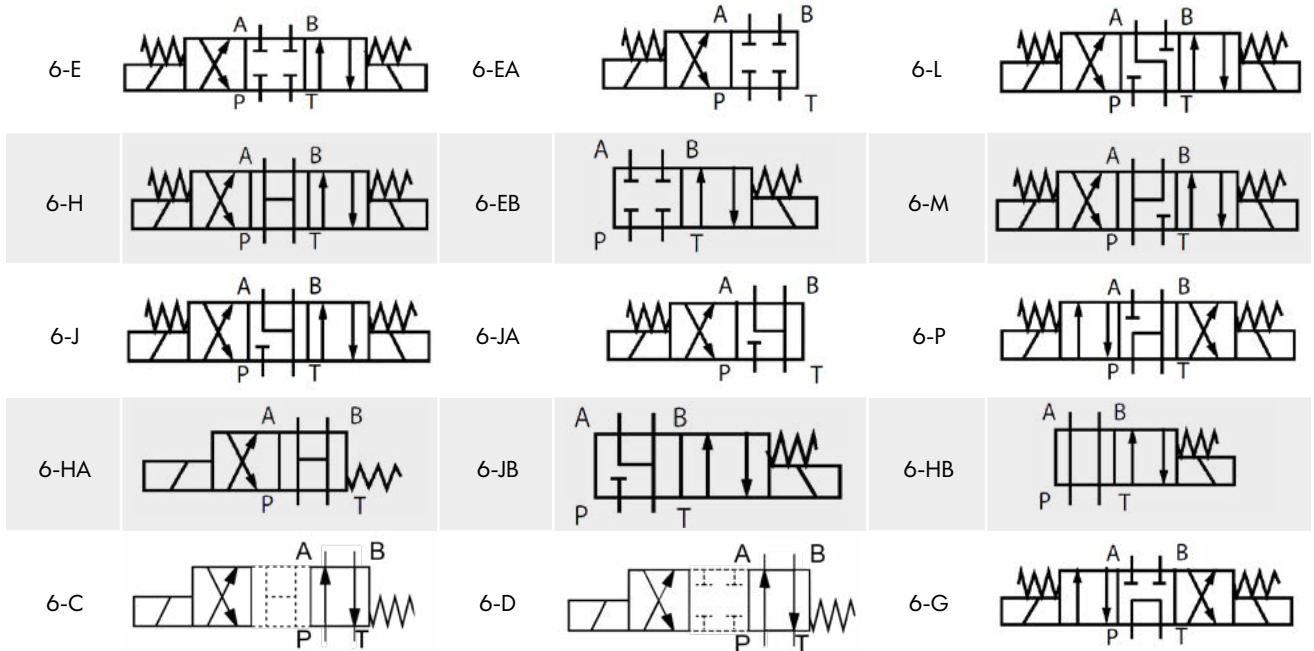 A B A B A B
6-E 6-EA 6-L
P T P T P T
A B A B A B
6-H 6-EB 6-M
P T P T P T
A B A B A B
6-J 6-JA 6-P
P T P T P T
A B A B A B
6-HA 6-JB 6-HB
P T P T P T
A B A B A B
6-C 6-D 6-G
P T P T P T